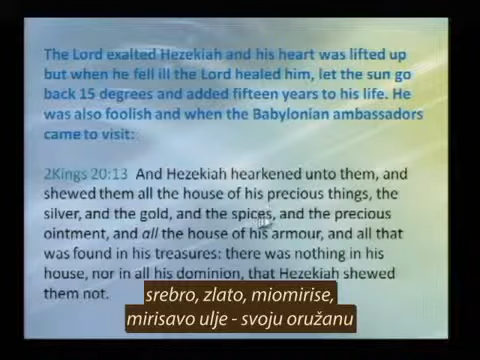 The Lord exalted Hezekiah and his heart was lifted up
but when he fell ill the Lord healed him, let the sun go
back 15 degrees and added fifteen years to his life. He
was also foolish and when the Babylonian ambassadors
came to visit:
2Kings 20:13 And Hezekiah hearkened unto them, and
shewed them all the house of his precious things, the
silver, and the gold, and the spices, and the precious
ointment, and all the house of his armour, and all that
was found in his treasures: there was nothing in his
house, nor in all his dominion, that Hezekiah shewed
them not.
srebro, zlato, miomirise,
mirisavo ulje - svoju oružanu